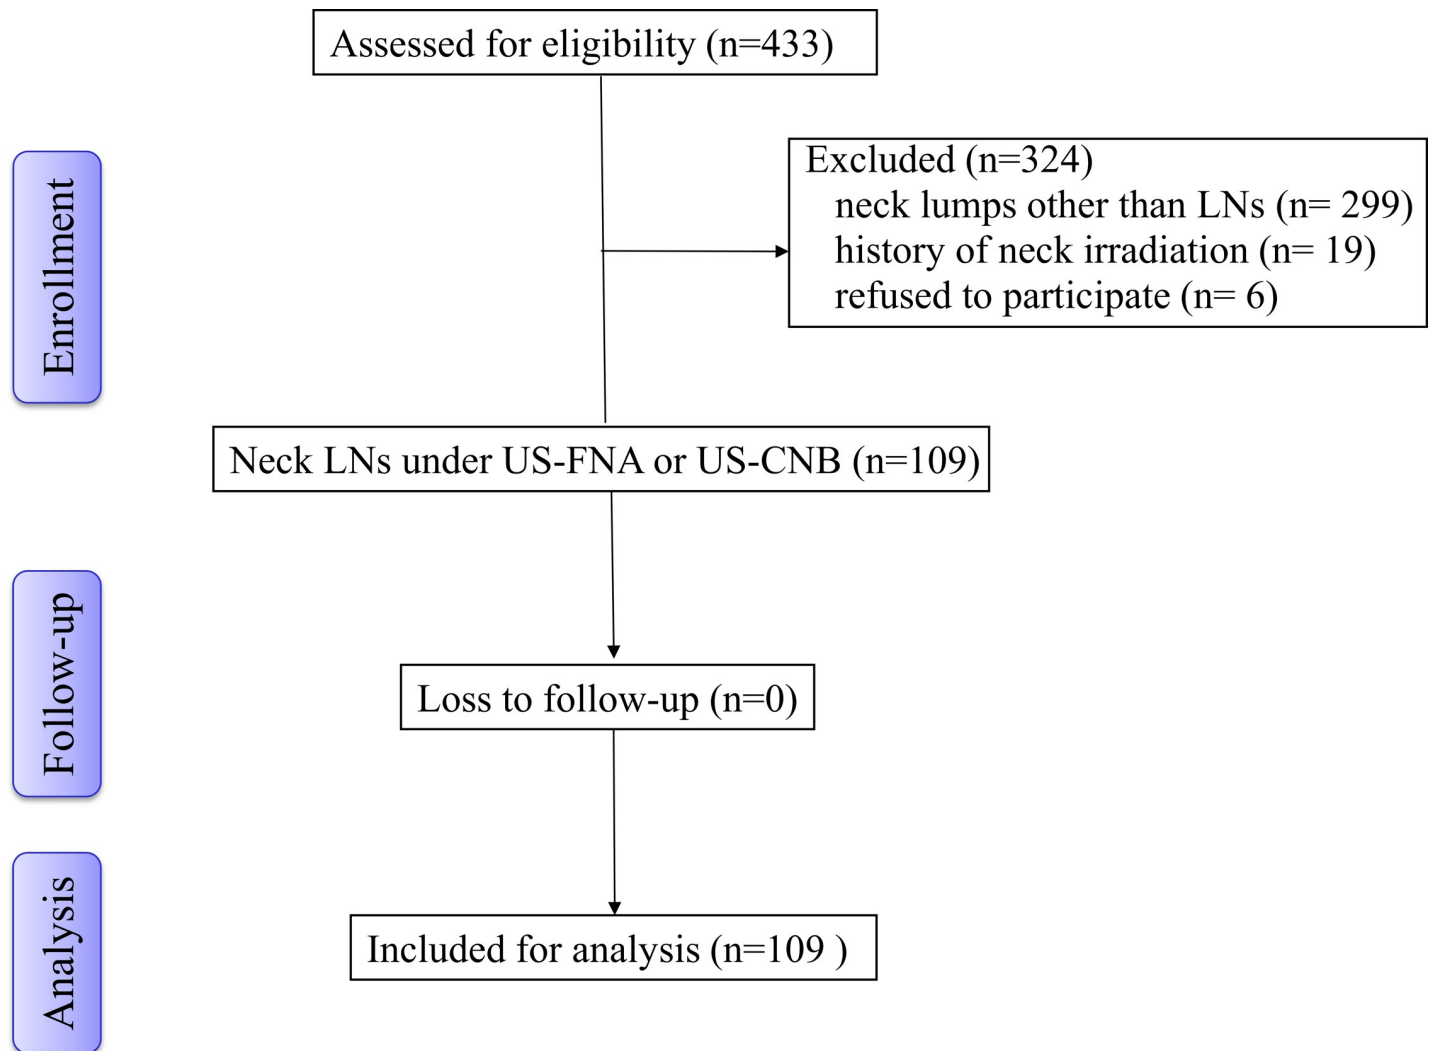 Assessed for eligibility (n=433)
Enrollment
Excluded (n=324)
neck lumps other than LNs (n= 299)
history of neck irradiation (n= 19)
refused to participate (n= 6)
Neck LNs under US-FNA or US-CNB (n=109)
Follow-up
Loss to follow-up (n=0)
Analysis
Included for analysis (n=109 )